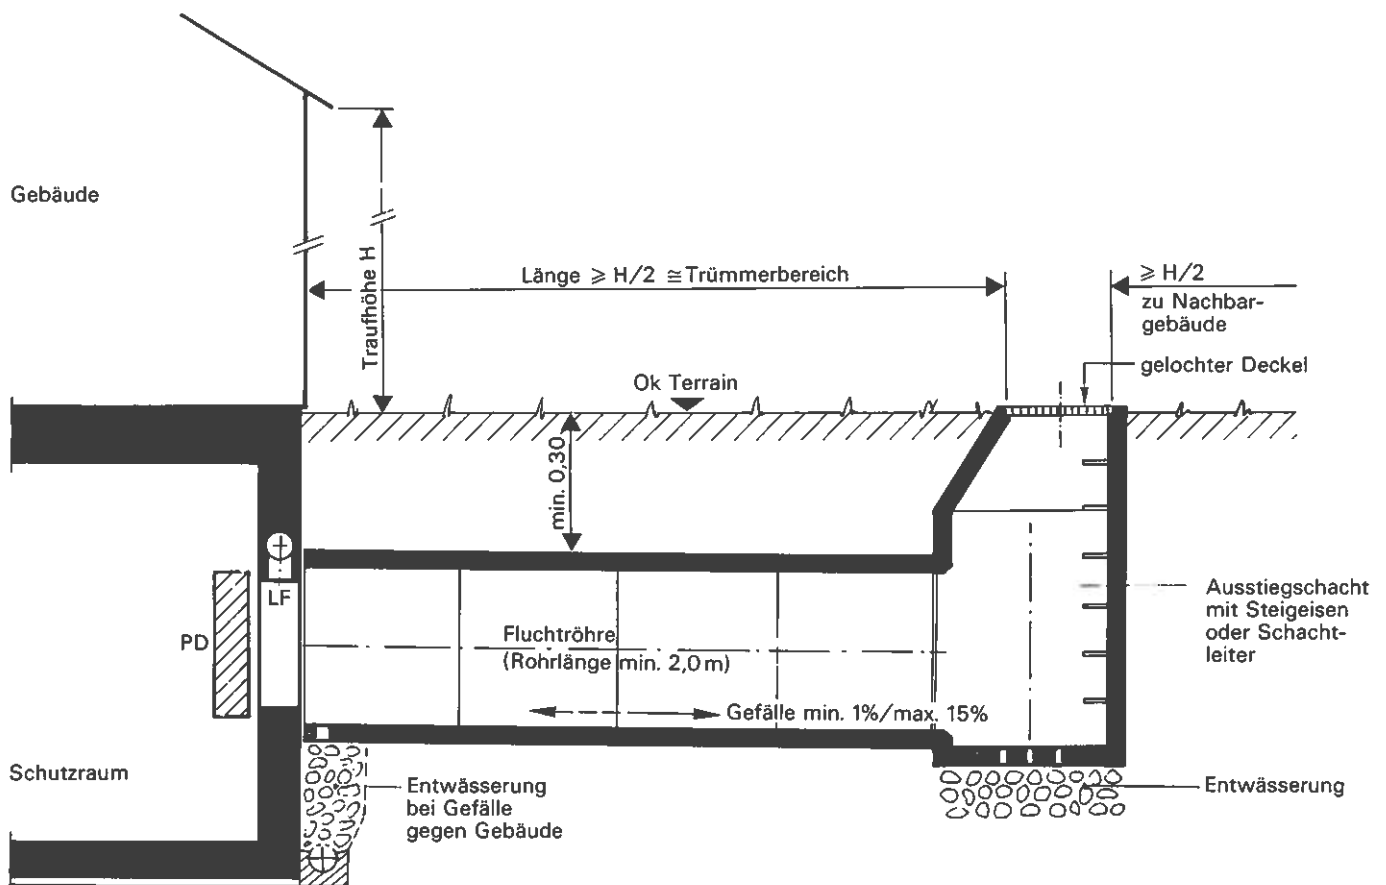 Gebäude
Traufhöhe H
Länge ⩾ H/2 ≅ Trümmerbereich
⩾ H/2
zu Nachbar-
gebäude
gelochter Deckel
Ok Terrain
min. 0,30
LF
PD
Fluchtröhre
(Rohrlänge min. 2,0 m)
Gefälle min. 1%/max. 15%
Ausstiegschacht
mit Steigeisen
oder Schacht-
leiter
Schutzraum
Entwässerung
bei Gefälle
gegen Gebäude
Entwässerung